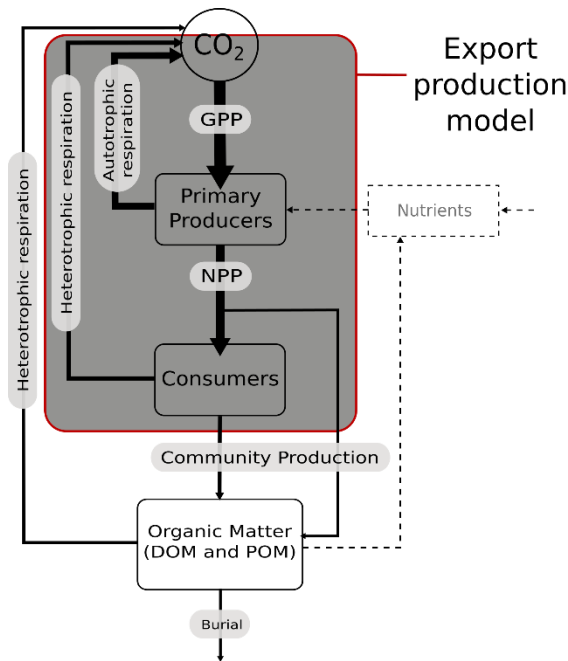 CO2
Export
production
model
GPP
Autotrophic
respiration
Heterotrophic respiration
Heterotrophic respiration
Primary
Producers
Nutrients
NPP
Consumers
Community Production
Organic Matter
(DOM and POM)
Burial